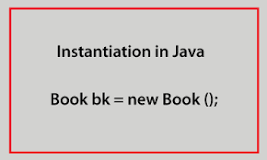 Instantiation in Java
Book bk = new Book ();